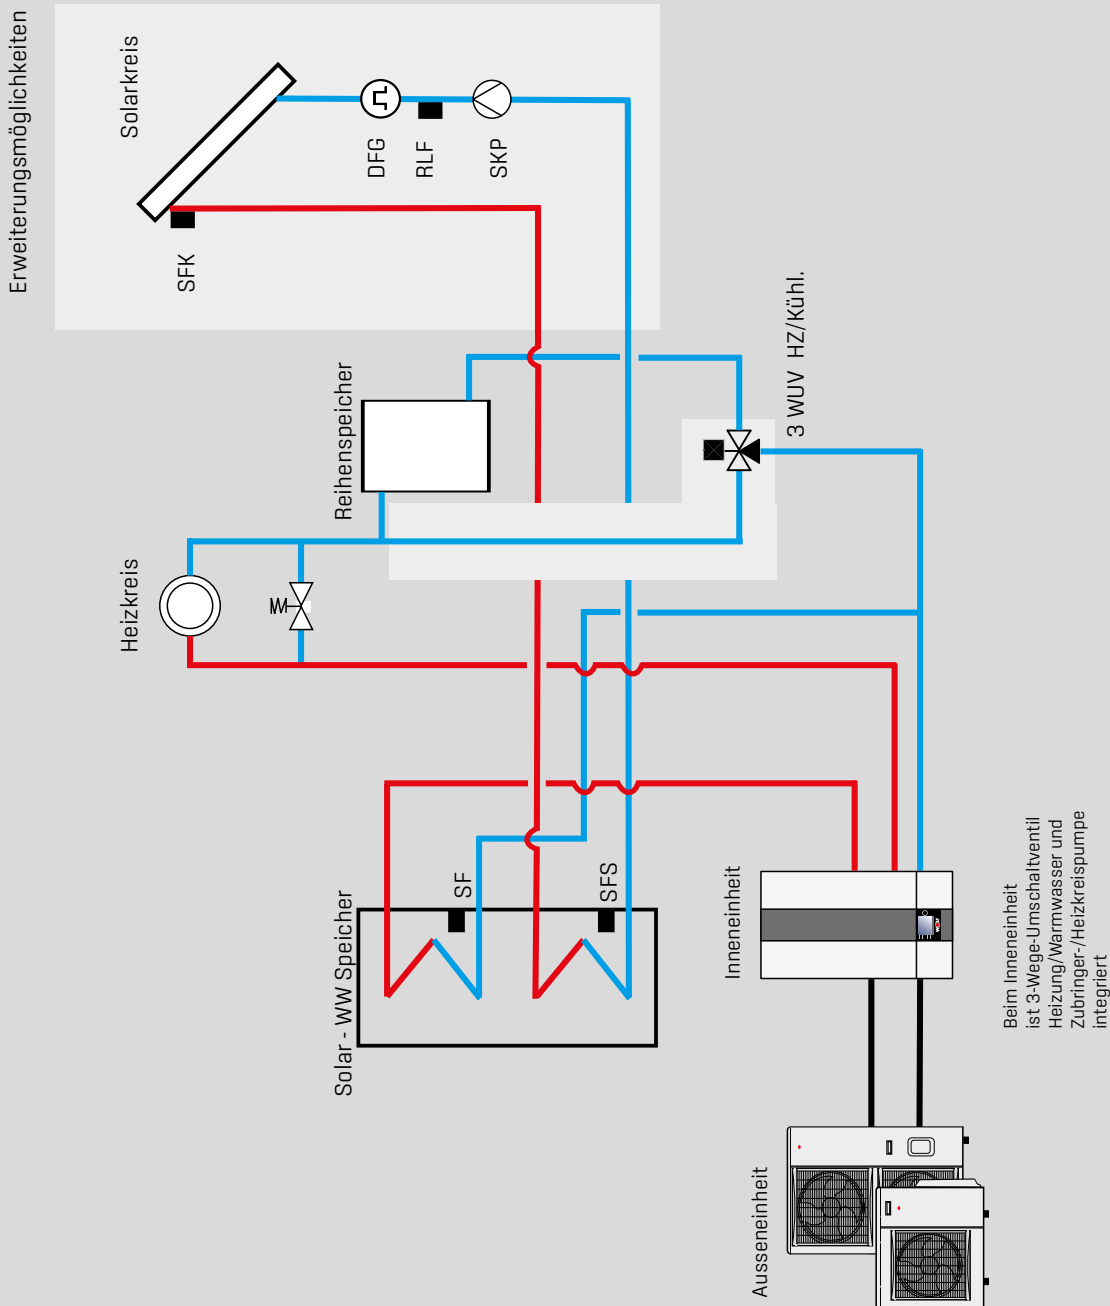 Erweiterungsmöglichkeiten
Solarkreis
DFG
RLF
SKP
SFK
Reihenspeicher
3 WUV HZ/Kühl.
Heizkreis
Solar - WW Speicher
SF
SFS
Inneneinheit
Beim Inneneinheit
ist 3-Wege-Umschaltventil
Heizung/Warmwasser und
Zubringer-/Heizkreispumpe
integriert
Ausseneinheit